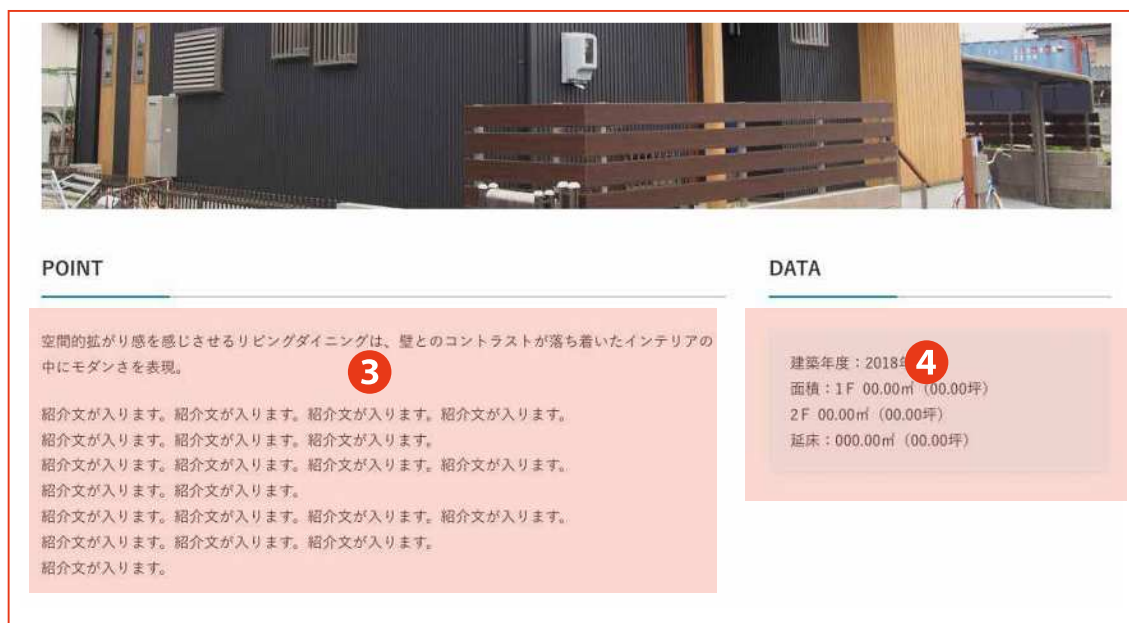 POINT
空間的拡がり感を感じさせるリビングダイニングは、壁とのコントラストが落ち着いたインテリアの
中にモダンさを表現。
3
紹介文が入ります。紹介文が入ります。紹介文が入ります。紹介文が入ります。
紹介文が入ります。紹介文が入ります。紹介文が入ります。
紹介文が入ります。紹介文が入ります。紹介文が入ります。紹介文が入ります。
紹介文が入ります。紹介文が入ります。
紹介文が入ります。紹介文が入ります。紹介文が入ります。紹介文が入ります。
紹介文が入ります。紹介文が入ります。紹介文が入ります。
紹介文が入ります。
DATA
建築年度：2018年
4
面積：1F 00.00㎡（00.00坪）
2F 00.00㎡（00.00坪）
延床：000.00㎡（00.00坪）